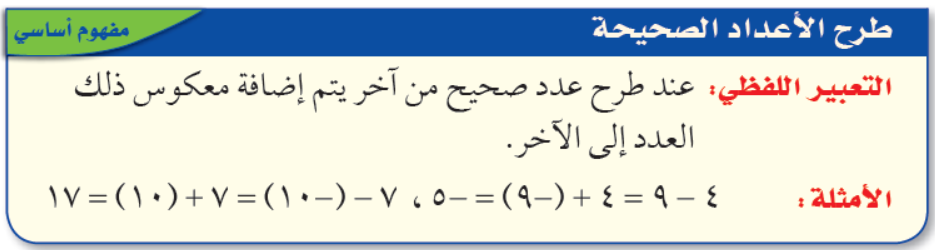 طرح الأعداد الصحيحة
مفهوم أساسي
التعبير اللفظي: عند طرح عدد صحيح من آخر يتم إضافة معكوس ذلك
العدد إلى الآخر.
الأمثلة: ٤ – ٩ = ٤ + (–٩) = –٥ ، ٧ – (–١٠) = ٧ + (١٠) = ١٧